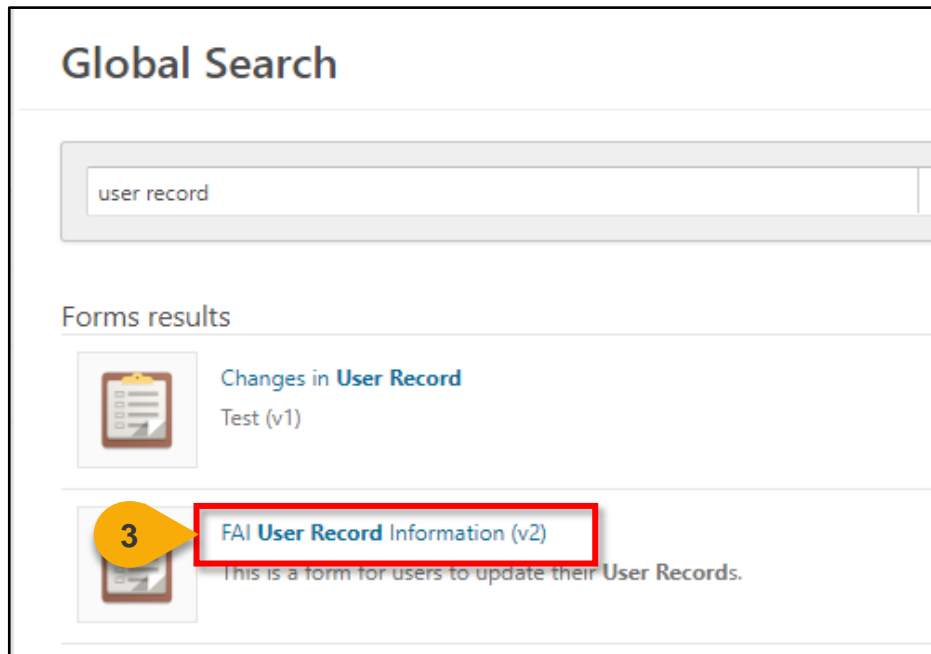 Global Search
user record
Forms results
Changes in User Record
Test (v1)
3
FAI User Record Information (v2)
This is a form for users to update their User Records.